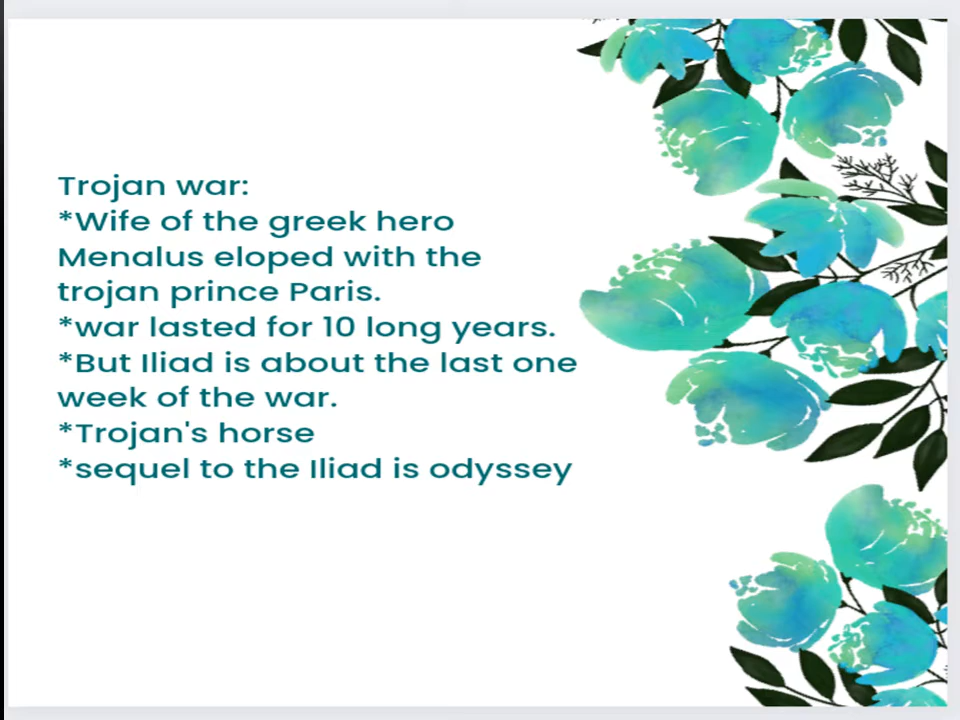 Trojan war:
*Wife of the greek hero
Menalus eloped with the
trojan prince Paris.
*war lasted for 10 long years.
*But Iliad is about the last one
week of the war.
*Trojan's horse
*sequel to the Iliad is odyssey